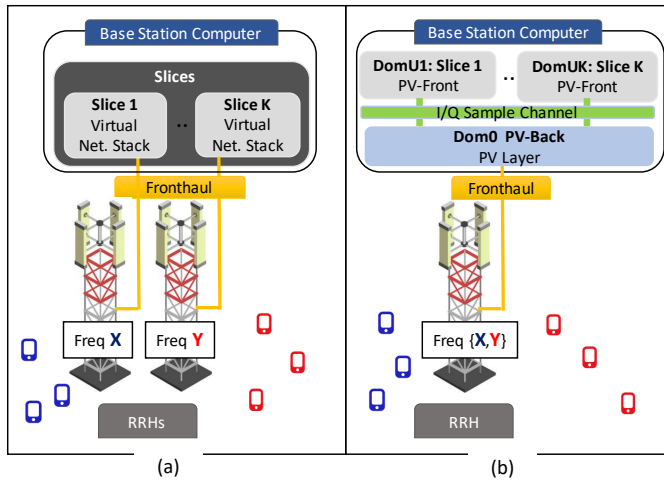 Base Station Computer
Slices
Slice 1
Virtual
Net. Stack
..
Slice K
Virtual
Net. Stack
Fronthaul
Freq X
Freq Y
RRHs
(a)
Base Station Computer
DomU1: Slice 1
PV-Front
..
DomUK: Slice K
PV-Front
I/Q Sample Channel
Dom0 PV-Back
PV Layer
Fronthaul
Freq {X,Y}
RRH
(b)